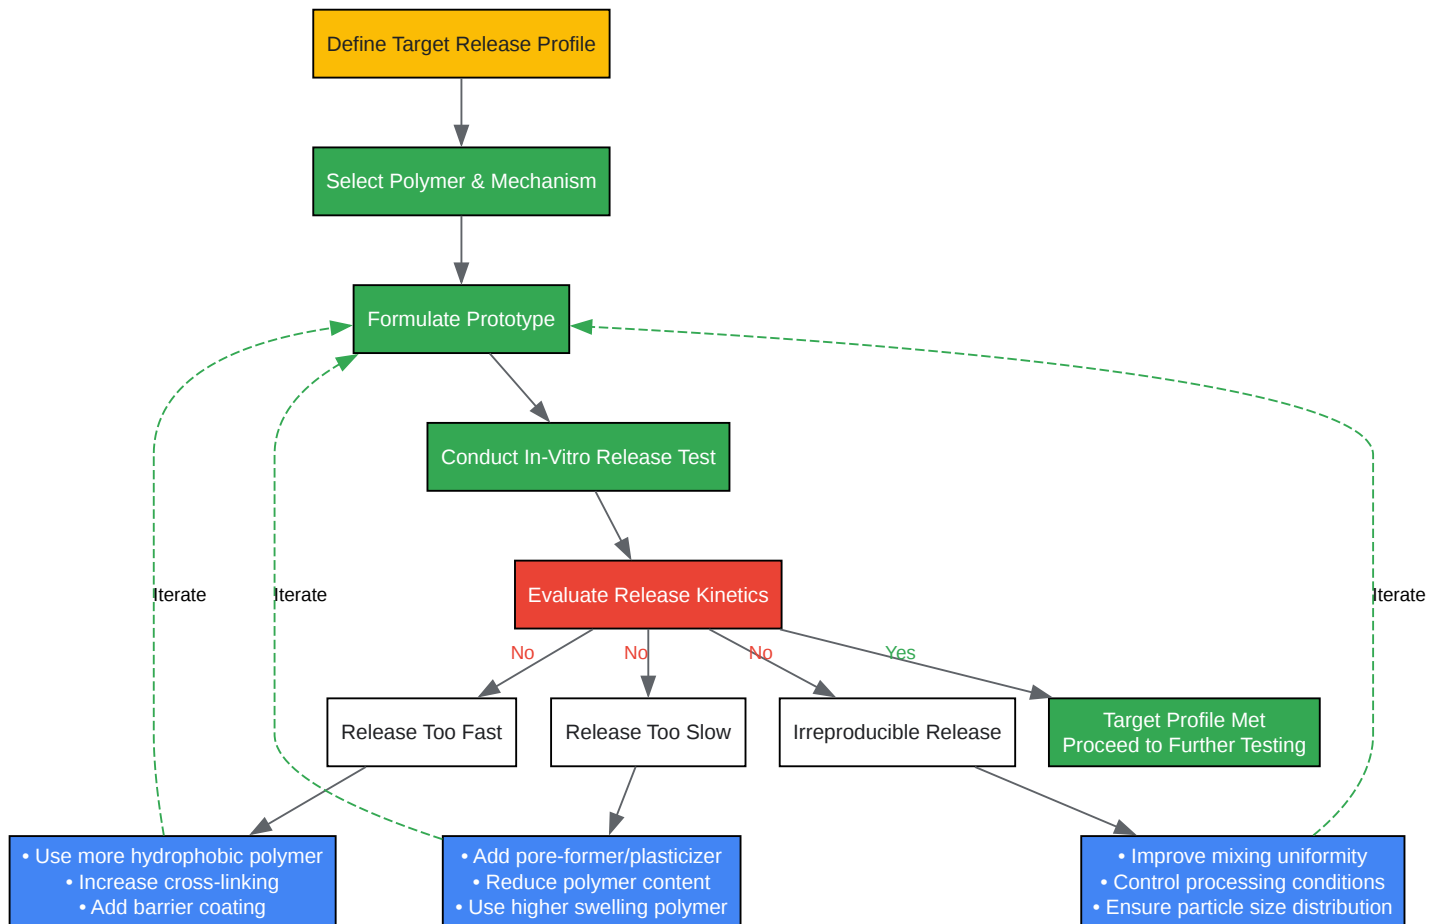 Define Target Release Profile
Select Polymer & Mechanism
Formulate Prototype
Conduct In-Vitro Release Test
Iterate
Iterate
Evaluate Release Kinetics
Iterate
No
No
No
Yes
Release Too Fast
Release Too Slow
Irreproducible Release
Target Profile Met
Proceed to Further Testing
• Use more hydrophobic polymer
• Increase cross-linking
• Add barrier coating
• Add pore-former/plasticizer
• Reduce polymer content
• Use higher swelling polymer
• Improve mixing uniformity
• Control processing conditions
• Ensure particle size distribution